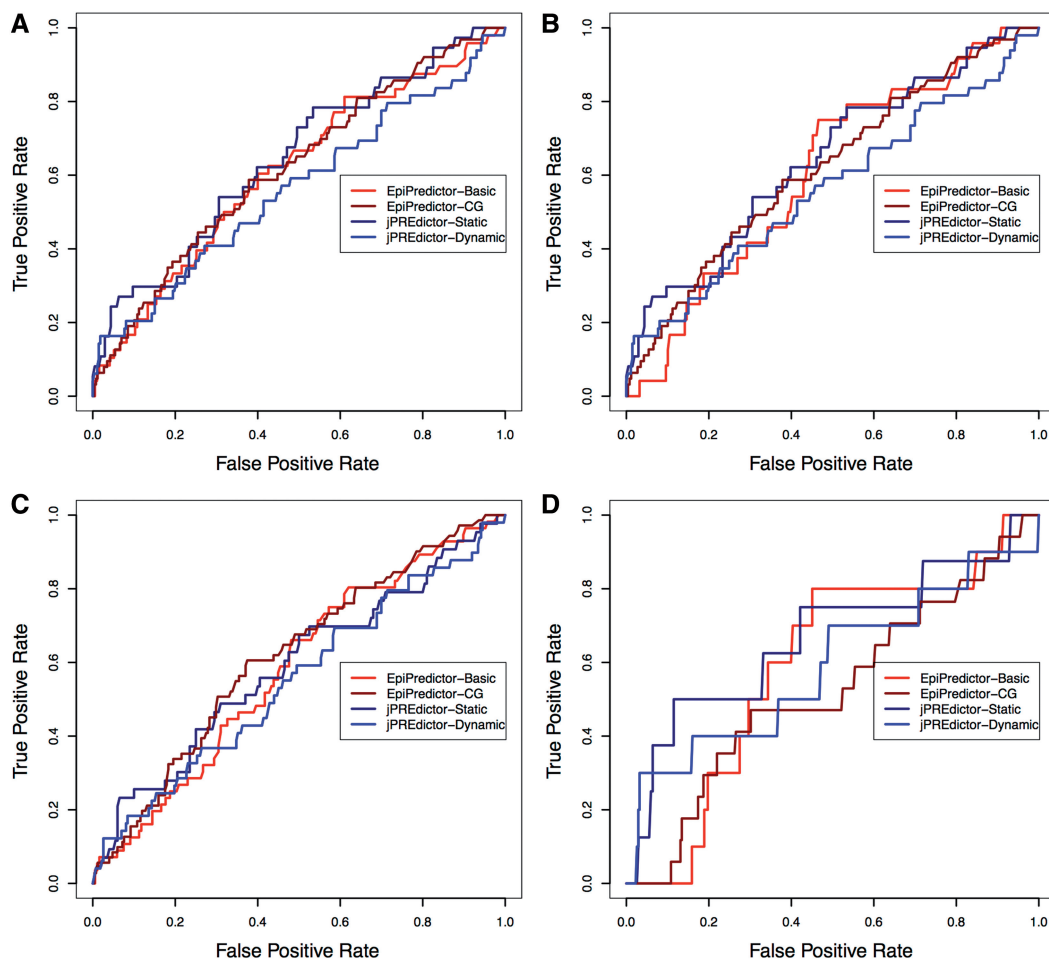 A
True Positive Rate
1.0
0.8
0.6
0.4
0.2
0.0
EpiPredictor−Basic
EpiPredictor−CG
jPREdictor−Static
jPREdictor−Dynamic
0.0 0.2 0.4 0.6 0.8 1.0
False Positive Rate
B
True Positive Rate
1.0
0.8
0.6
0.4
0.2
0.0
EpiPredictor−Basic
EpiPredictor−CG
jPREdictor−Static
jPREdictor−Dynamic
0.0 0.2 0.4 0.6 0.8 1.0
False Positive Rate
C
True Positive Rate
1.0
0.8
0.6
0.4
0.2
0.0
EpiPredictor−Basic
EpiPredictor−CG
jPREdictor−Static
jPREdictor−Dynamic
0.0 0.2 0.4 0.6 0.8 1.0
False Positive Rate
D
True Positive Rate
1.0
0.8
0.6
0.4
0.2
0.0
EpiPredictor−Basic
EpiPredictor−CG
jPREdictor−Static
jPREdictor−Dynamic
0.0 0.2 0.4 0.6 0.8 1.0
False Positive Rate